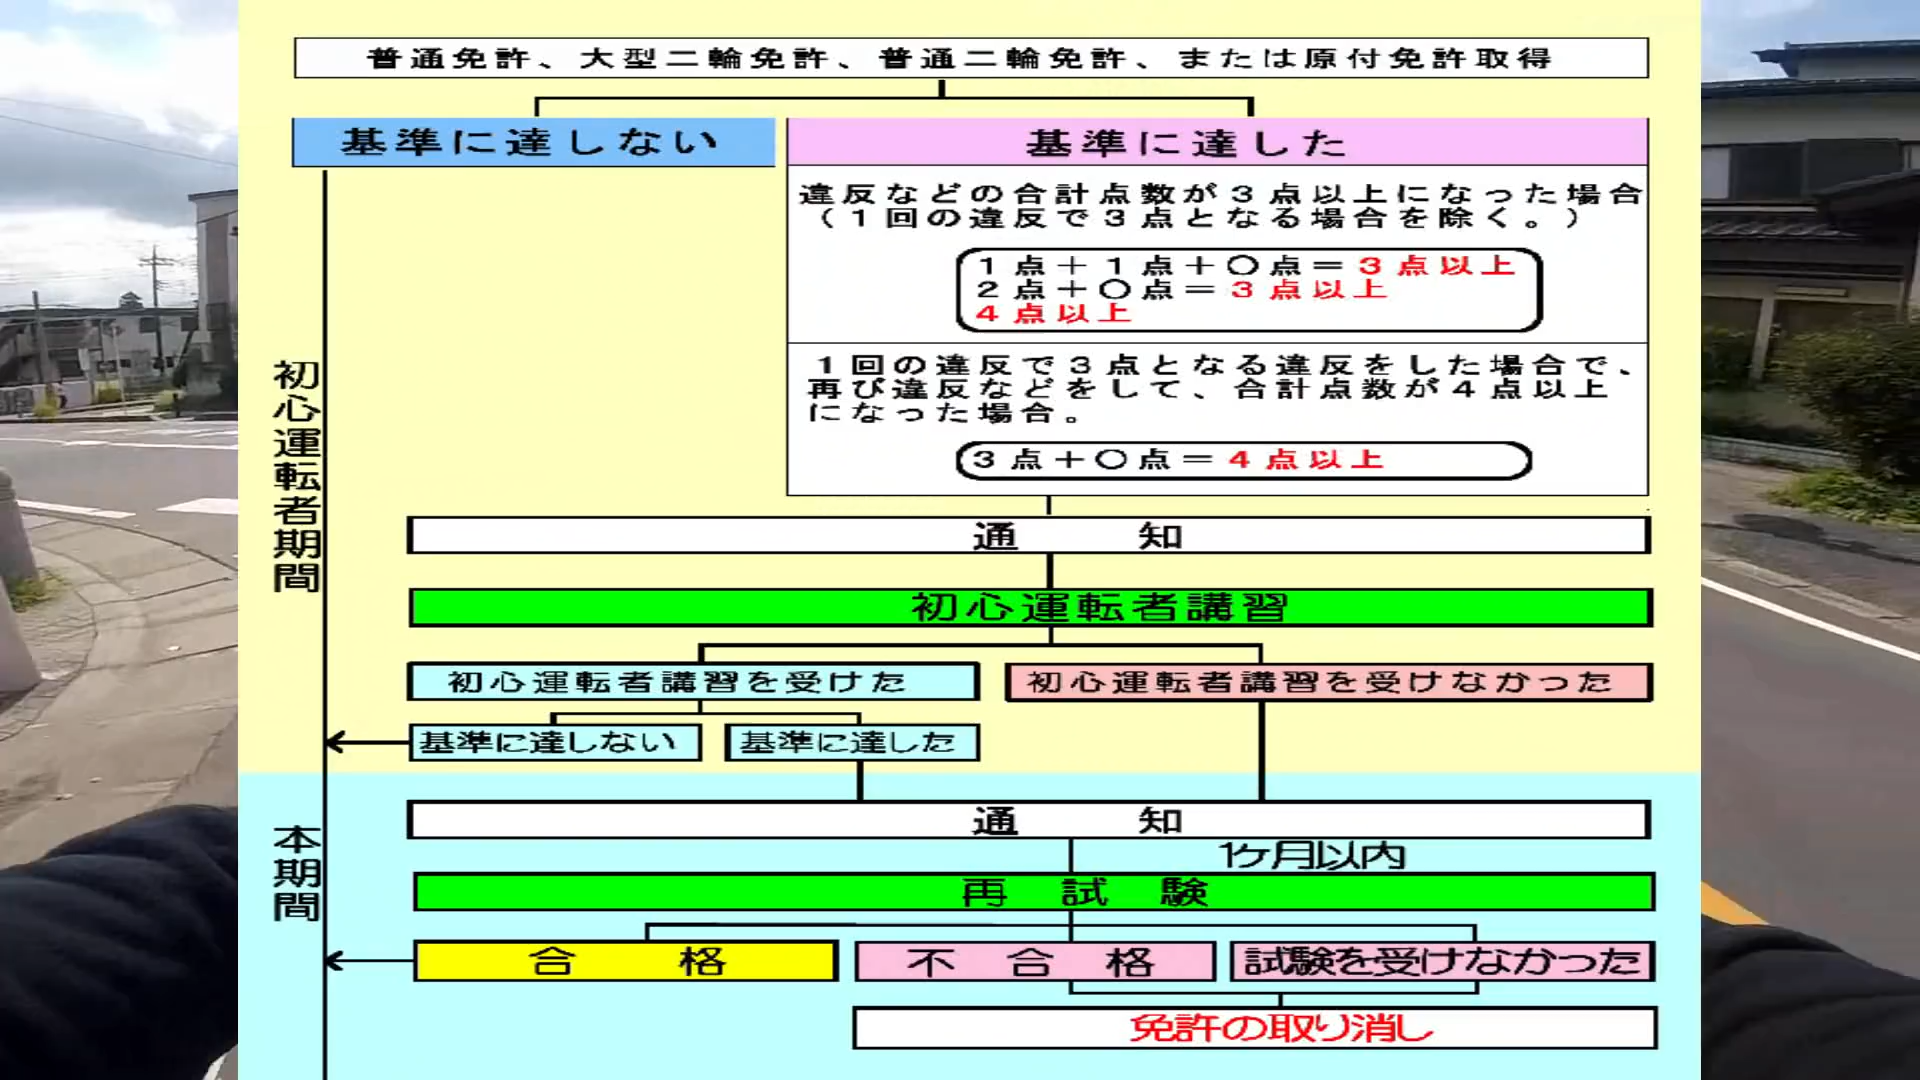 普通免許、大型二輪免許、普通二輪免許、または原付免許取得
基準に達しない
基準に達した
違反などの合計点数が３点以上になった場合
（１回の違反で３点となる場合を除く。）
１点＋１点＋〇点＝３点以上
２点＋〇点＝３点以上
４点以上
１回の違反で３点となる違反をした場合で、
再び違反などをして、合計点数が４点以上
になった場合。
３点＋〇点＝４点以上
初心運転者期間
通知
初心運転者講習
初心運転者講習を受けた
初心運転者講習を受けなかった
基準に達しない
基準に達した
本期間
通知
1ヶ月以内
再試験
合格
不合格
試験を受けなかった
免許の取り消し